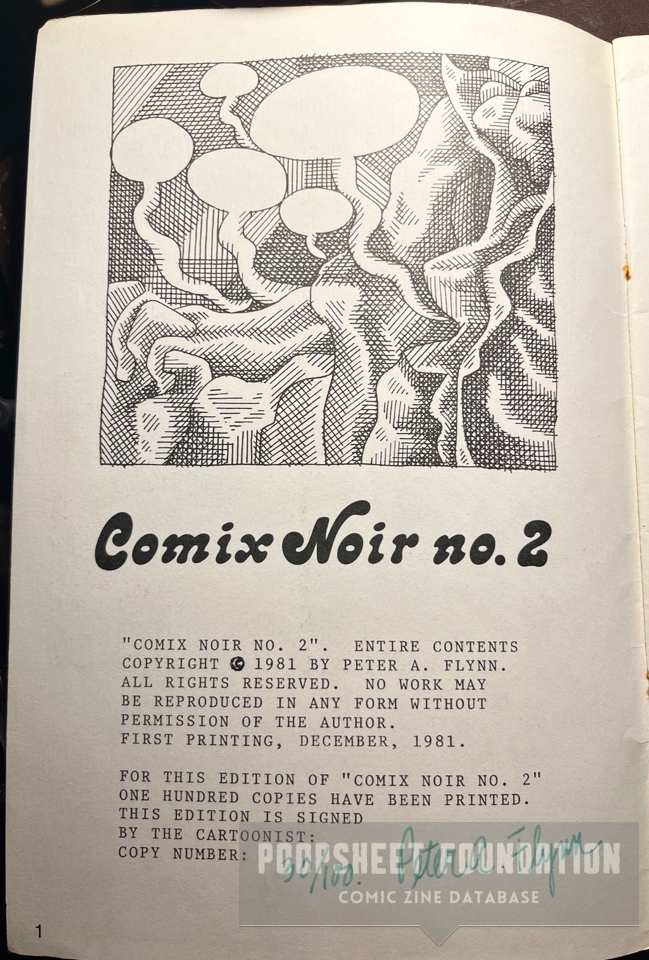 Comix Noir no. 2
"COMIX NOIR NO. 2".  ENTIRE CONTENTS
COPYRIGHT © 1981 BY PETER A. FLYNN.
ALL RIGHTS RESERVED.  NO WORK MAY
BE REPRODUCED IN ANY FORM WITHOUT
PERMISSION OF THE AUTHOR.
FIRST PRINTING, DECEMBER, 1981.
FOR THIS EDITION OF "COMIX NOIR NO. 2"
ONE HUNDRED COPIES HAVE BEEN PRINTED.
THIS EDITION IS SIGNED
BY THE CARTOONIST: Peter A. Flynn
COPY NUMBER: /100.
POOPSHEET FOUNDATION
COMIC ZINE DATABASE
1